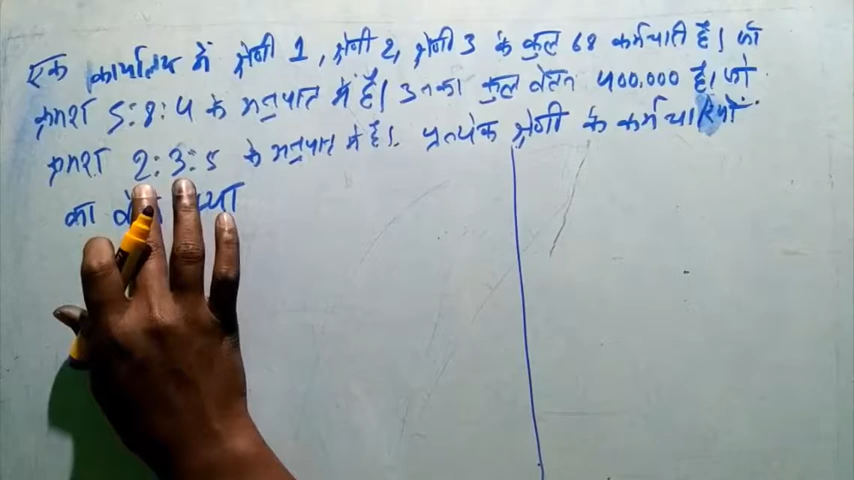 एक कार्यालय में श्रेणी 1, श्रेणी 2, श्रेणी 3 के कुल 68 कर्मचारी हैं। जो
क्रमश 5:8:4 के अनुपात में हैं। उनका कुल वेतन 400.000 है। जो
क्रमश 2:3:5 के अनुपात में हैं। प्रत्येक श्रेणी के कर्मचारियों
का